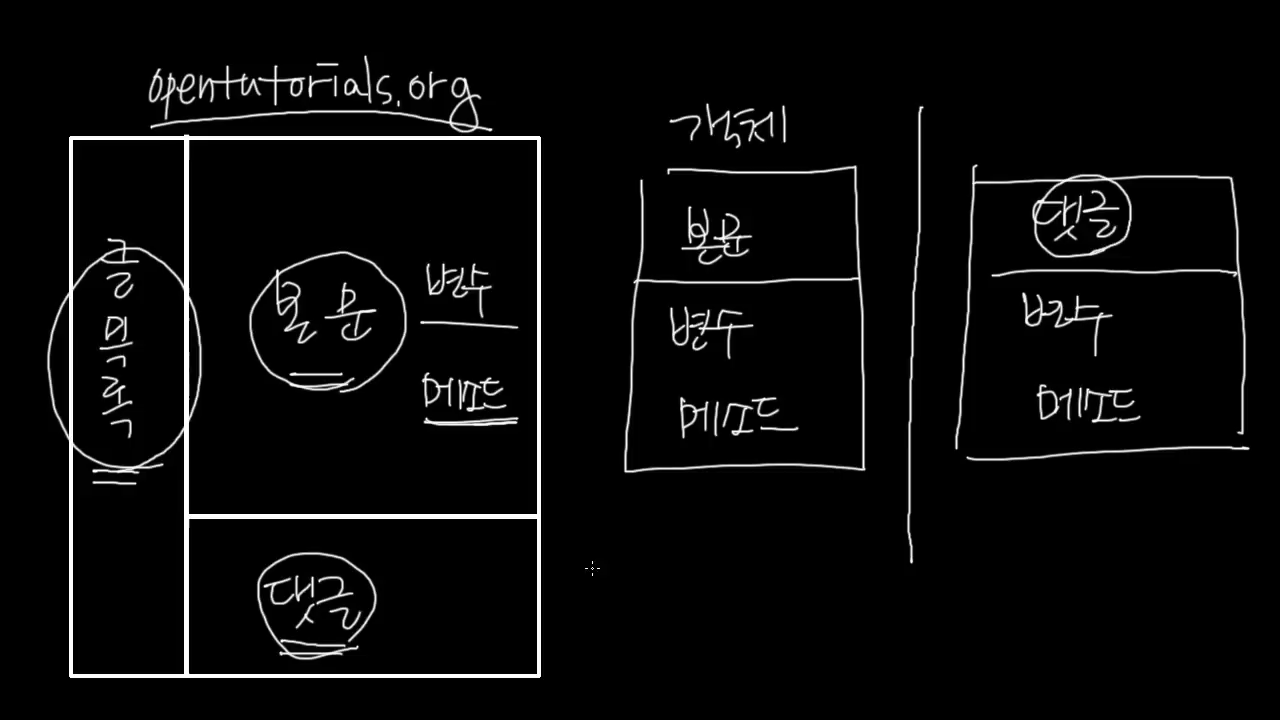 opentutorials.org
글목록
본문
변수
메소드
댓글
객체
본문
변수
메소드
댓글
변수
메소드